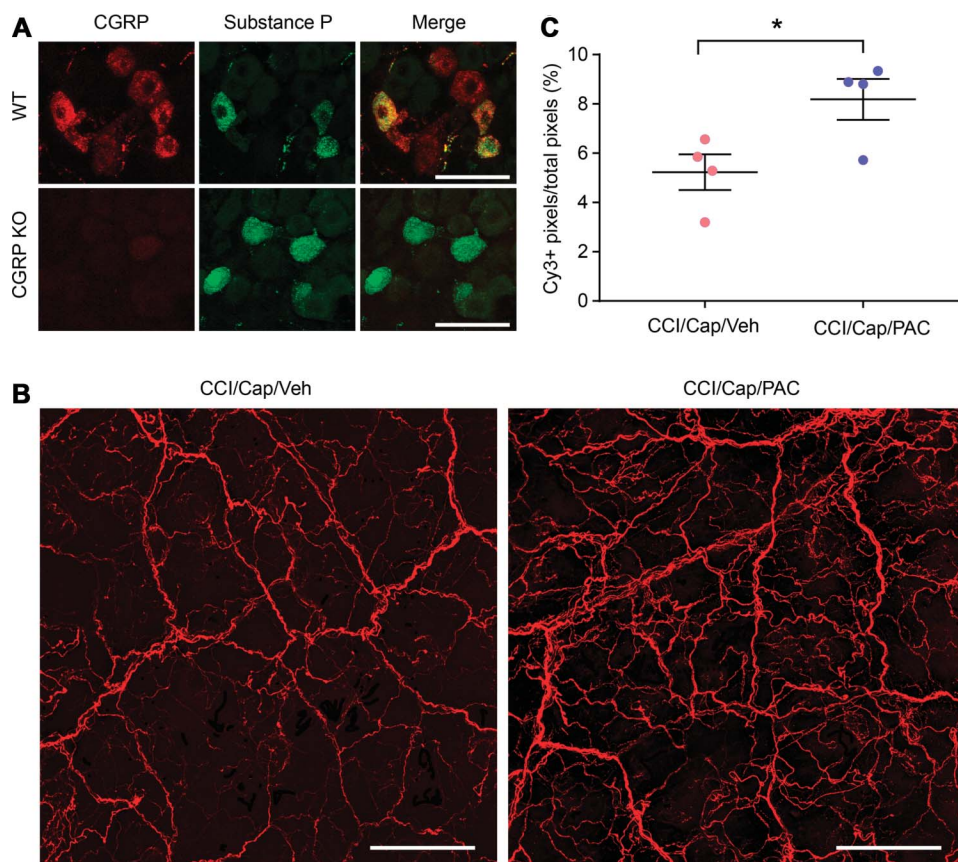 A
CGRP
Substance P
Merge
WT
CGRP KO
C
*
Cy3+ pixels/total pixels (%)
10
8
6
4
2
0
CCI/Cap/Veh
CCI/Cap/PAC
B
CCI/Cap/Veh
CCI/Cap/PAC